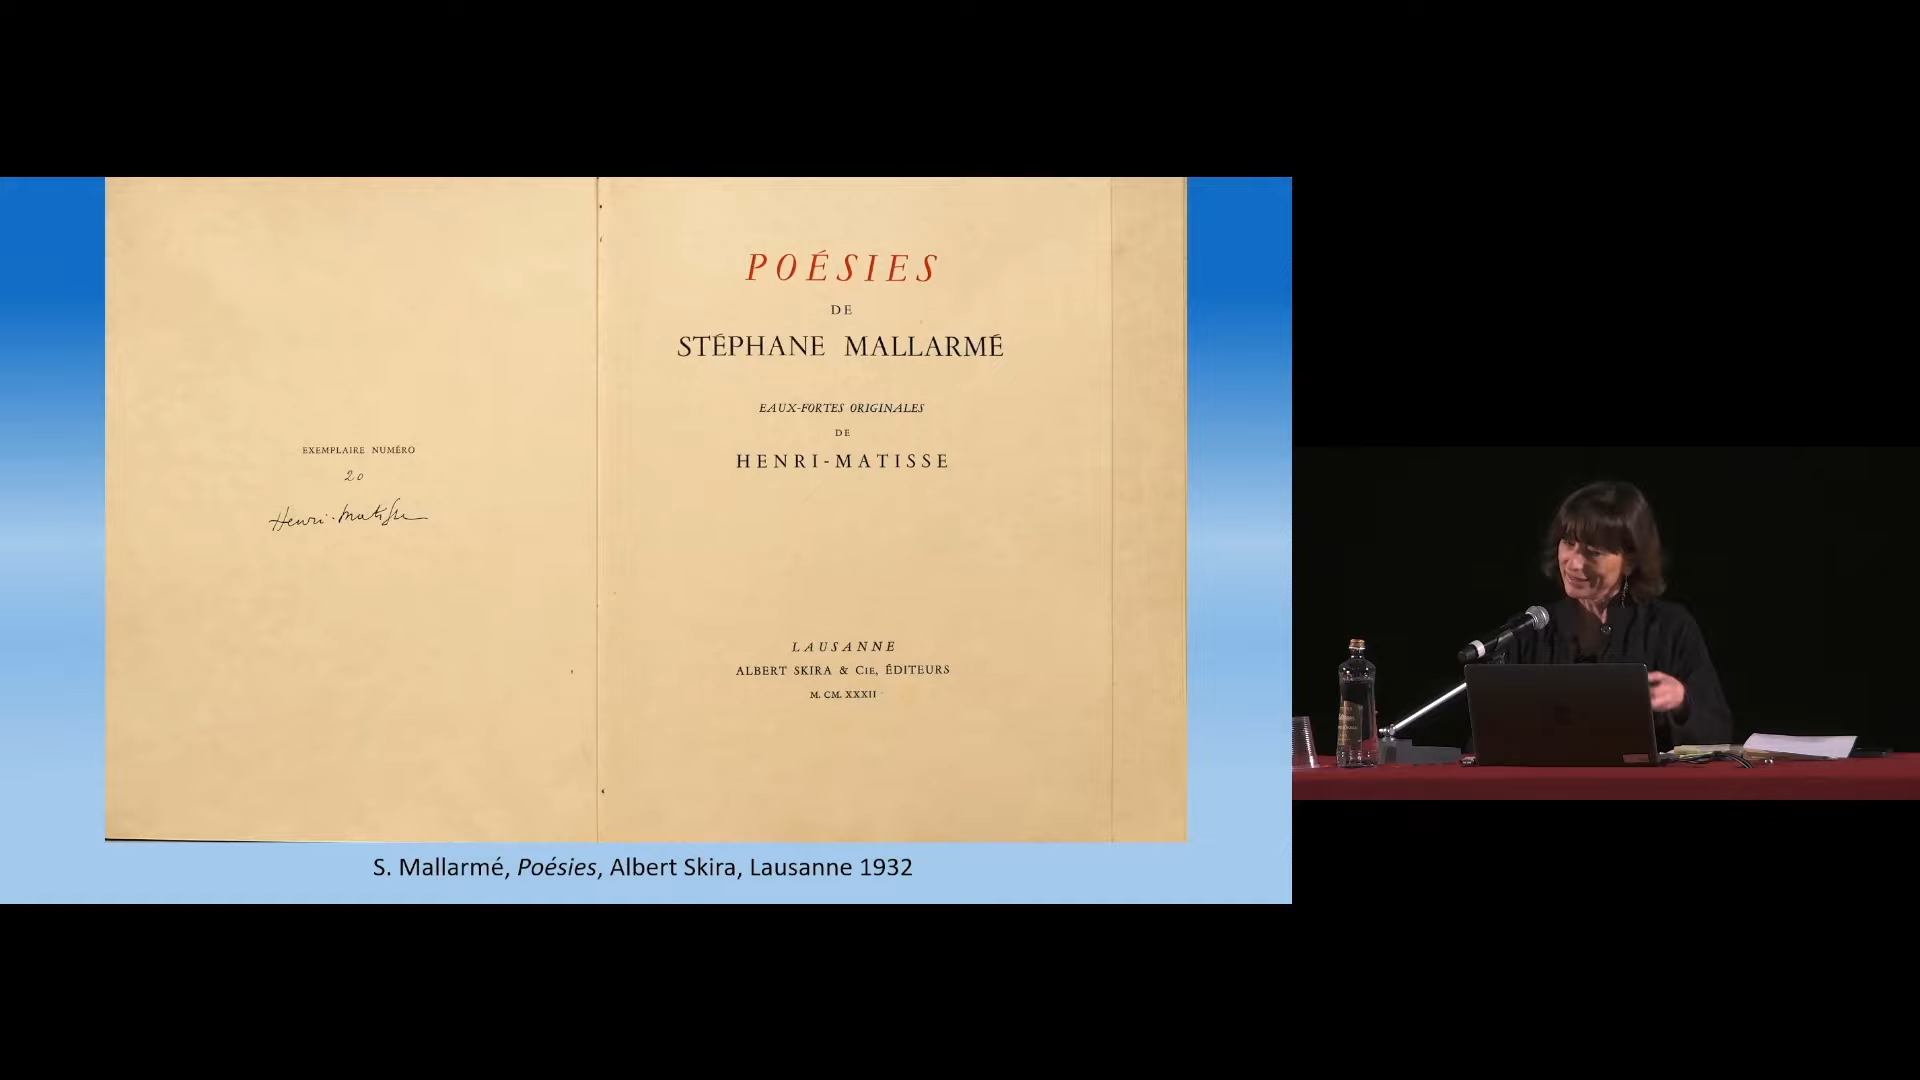 EXEMPLAIRE NUMÉRO
20
Henri-Matisse
POÉSIES
DE
STÉPHANE MALLARMÉ
EAUX-FORTES ORIGINALES
DE
HENRI-MATISSE
LAUSANNE
ALBERT SKIRA & CIE, ÉDITEURS
M. CM. XXXII
S. Mallarmé, Poésies, Albert Skira, Lausanne 1932